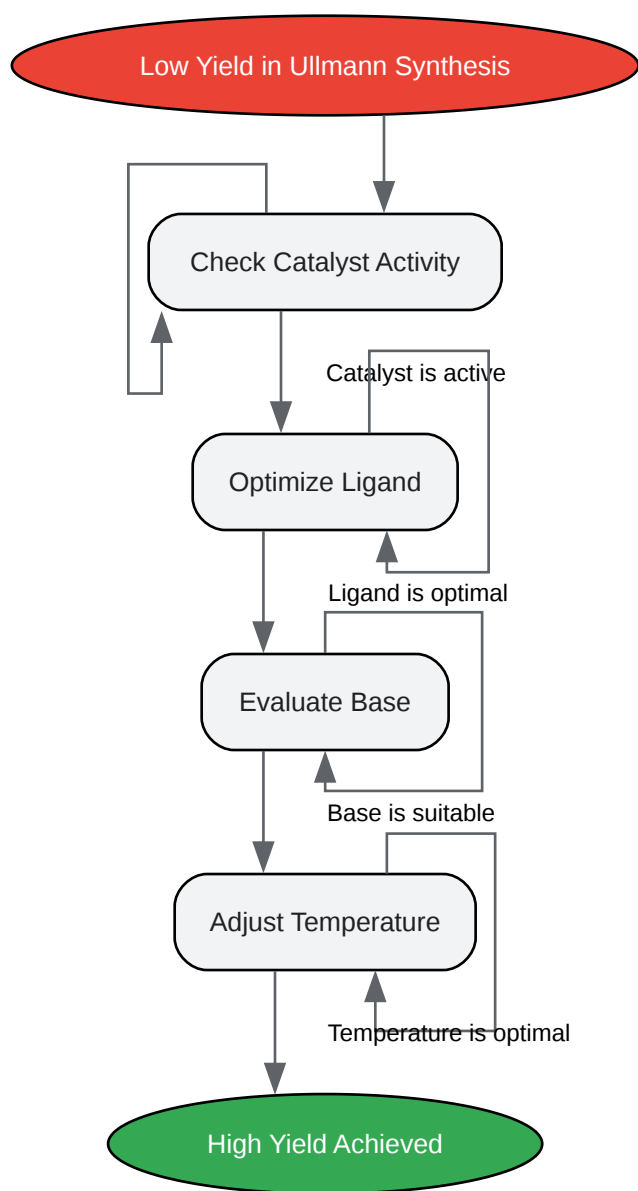 Low Yield in Ullmann Synthesis
Check Catalyst Activity
Catalyst is active
Optimize Ligand
Ligand is optimal
Evaluate Base
Base is suitable
Adjust Temperature
Temperature is optimal
High Yield Achieved